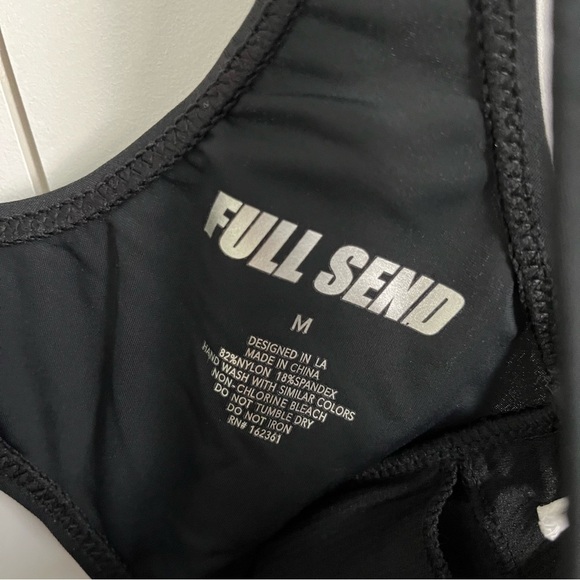 FULL SEND
M
DESIGNED IN LA
MADE IN CHINA
82%NYLON 18%SPANDEX
HAND WASH WITH SIMILAR COLORS
NON-CHLORINE BLEACH
DO NOT TUMBLE DRY
DO NOT IRON
RN# 162361